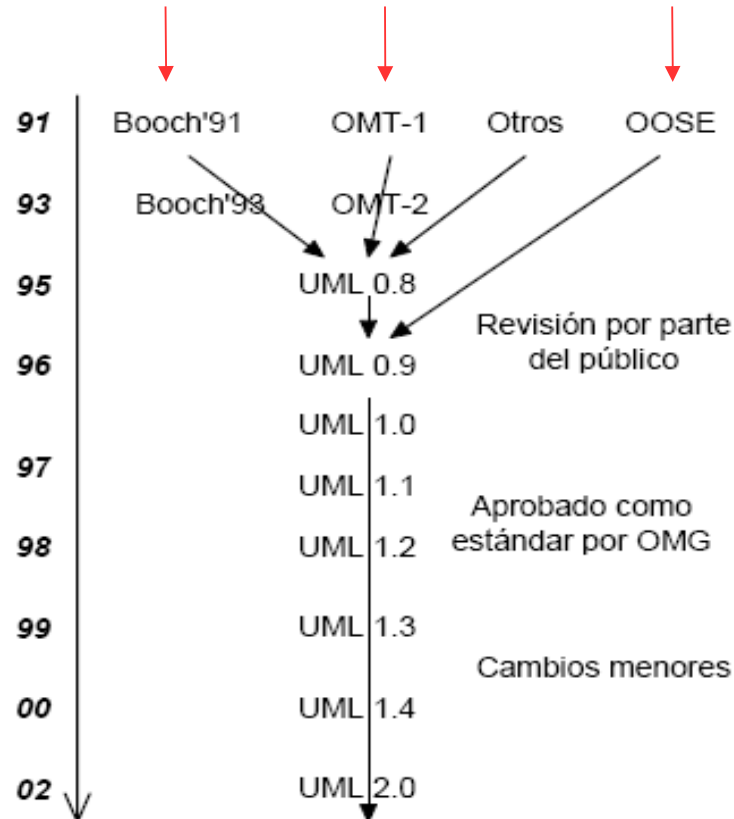 91 Booch'91 OMT-1 Otros OOSE
93 Booch'93 OMT-2
95 UML 0.8
Revisión por parte
del público
96 UML 0.9
UML 1.0
97
UML 1.1
Aprobado como
estándar por OMG
98 UML 1.2
99 UML 1.3
Cambios menores
00 UML 1.4
02 UML 2.0